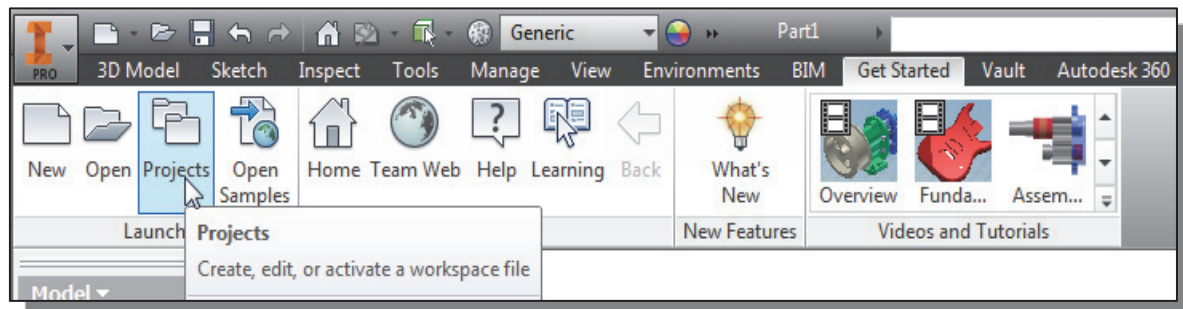 Generic Part1
PRO 3D Model Sketch Inspect Tools Manage View Environments BIM Get Started Vault Autodesk 360
New Open Projects Open Samples Home Team Web Help Learning Back What's New Overview Funda... Assem...
Launch New Features Videos and Tutorials
Projects
Create, edit, or activate a workspace file
Model